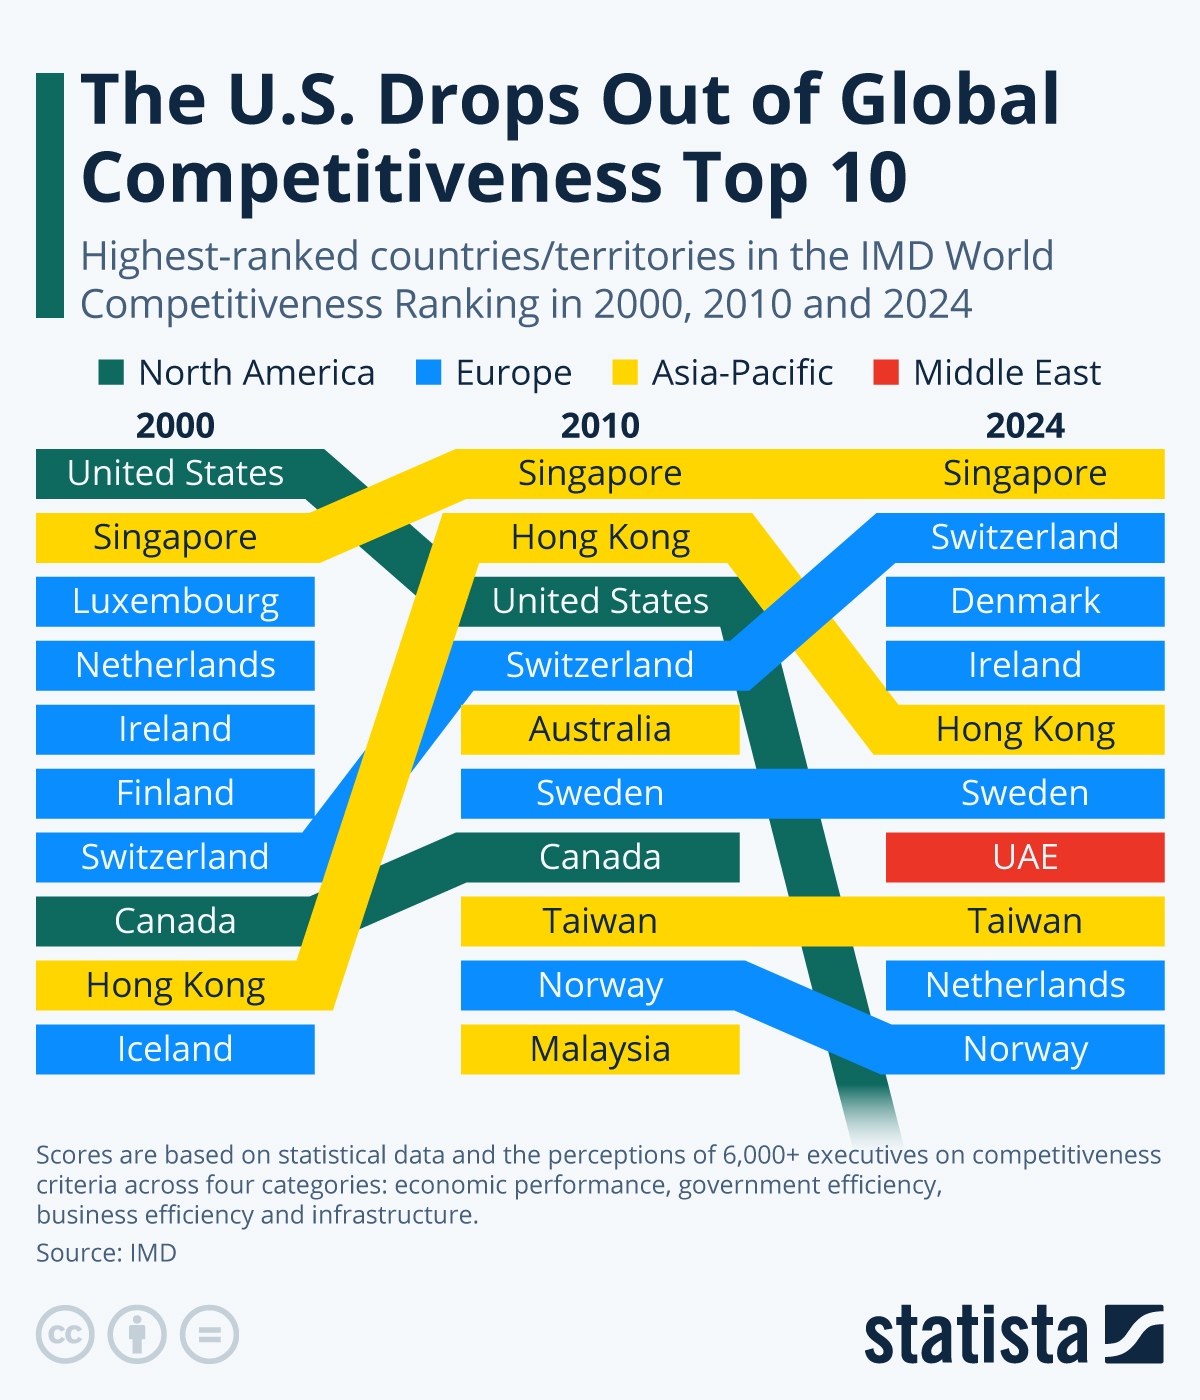 The U.S. Drops Out of Global
Competitiveness Top 10
Highest-ranked countries/territories in the IMD World
Competitiveness Ranking in 2000, 2010 and 2024
North America Europe Asia-Pacific Middle East
2000 2010 2024
United States Singapore Singapore
Singapore Hong Kong Switzerland
Luxembourg United States Denmark
Netherlands Switzerland Ireland
Ireland Australia Hong Kong
Finland Sweden Sweden
Switzerland Canada UAE
Canada Taiwan Taiwan
Hong Kong Norway Netherlands
Iceland Malaysia Norway
Scores are based on statistical data and the perceptions of 6,000+ executives on competitiveness
criteria across four categories: economic performance, government efficiency,
business efficiency and infrastructure.
Source: IMD
cc = statista